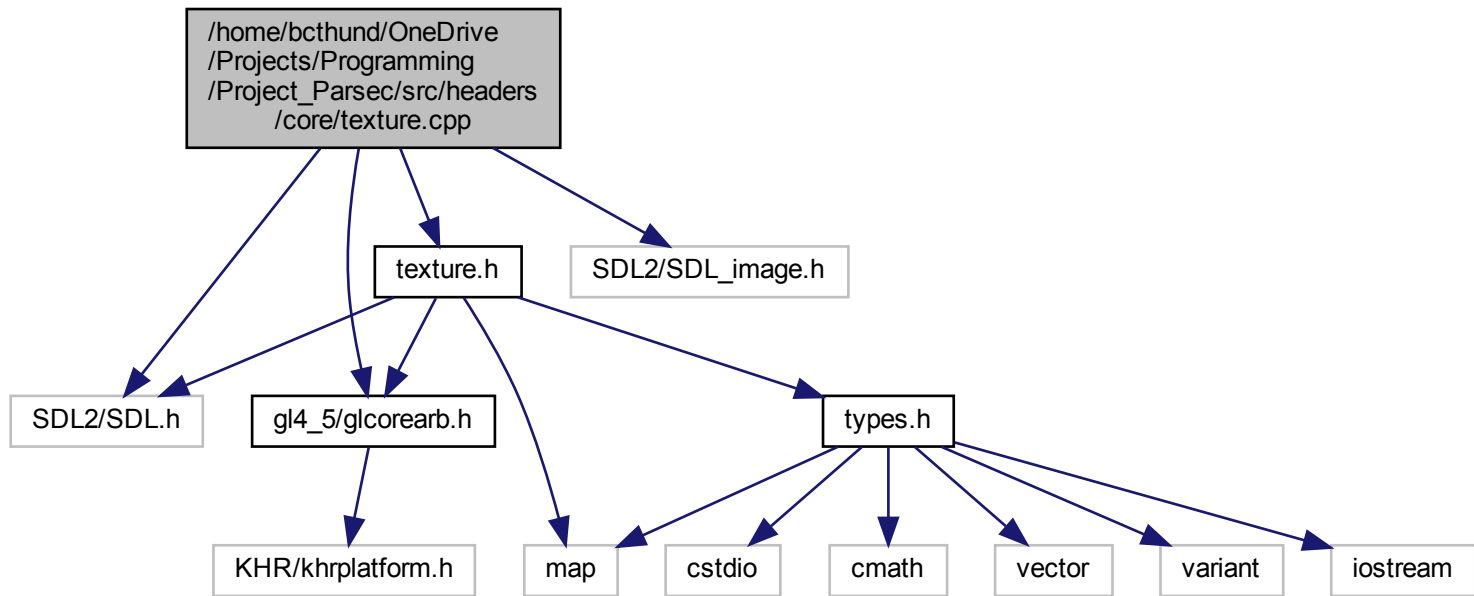 /home/bcthund/OneDrive
/Projects/Programming
/Project_Parsec/src/headers
/core/texture.cpp
texture.h
SDL2/SDL_image.h
SDL2/SDL.h
gl4_5/glcorearb.h
types.h
KHR/khrplatform.h
map
cstdio
cmath
vector
variant
iostream